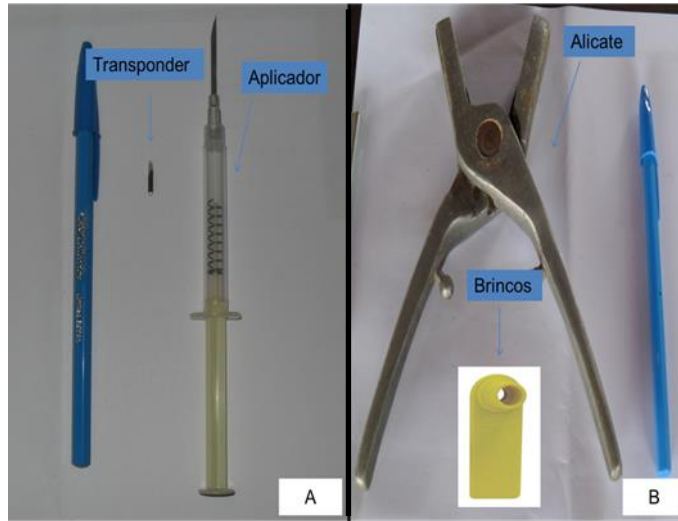 Transponder
Aplicador
A
Alicate
Brincos
B